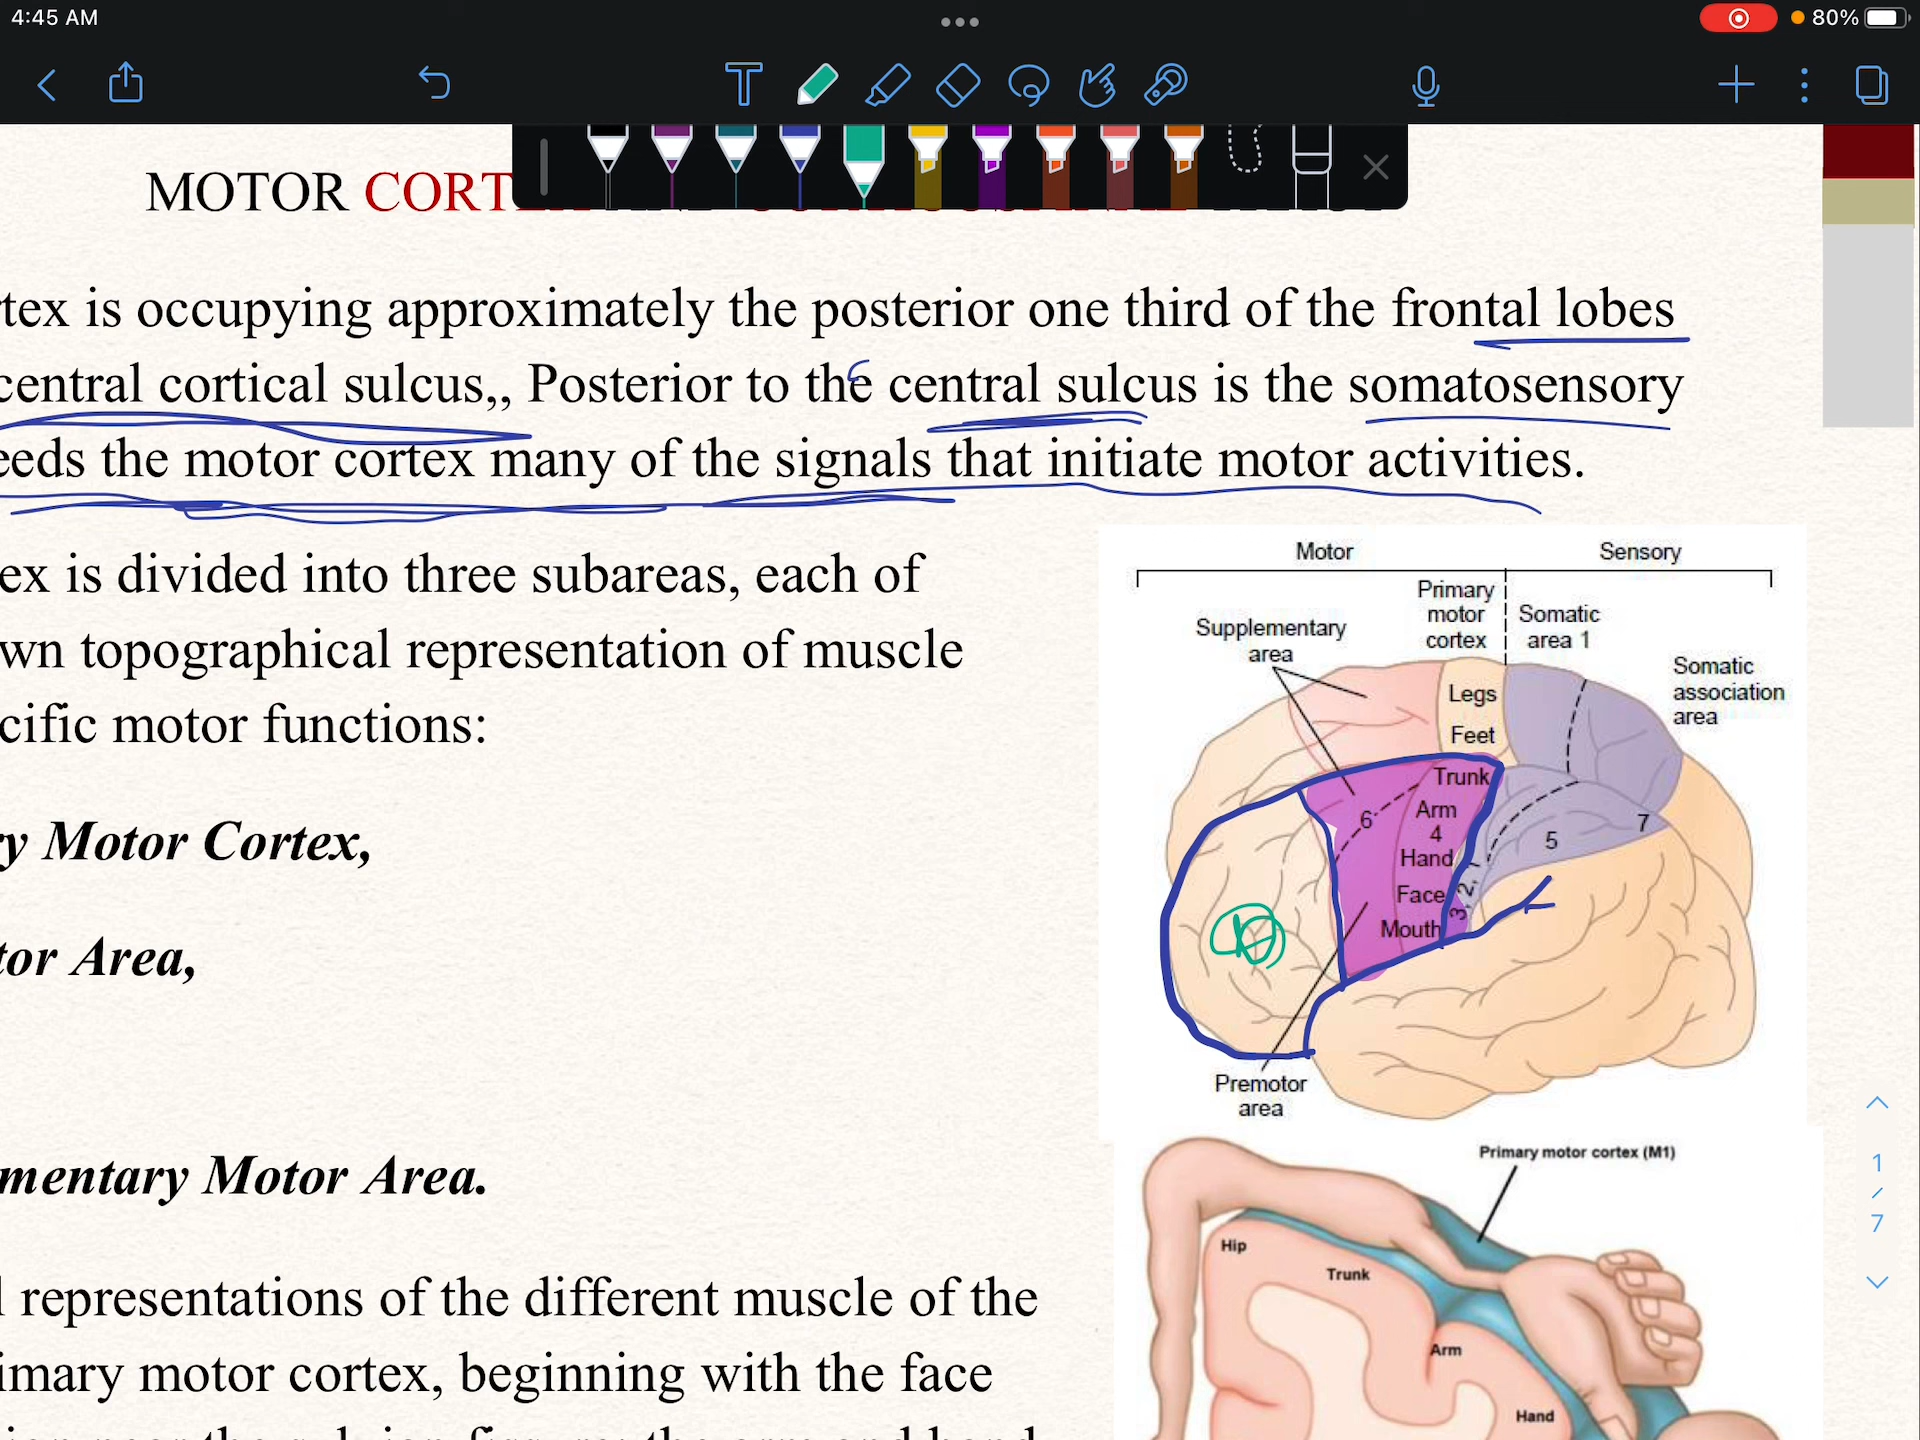 4:45 AM
80%
MOTOR CORT
tex is occupying approximately the posterior one third of the frontal lobes
central cortical sulcus,, Posterior to the central sulcus is the somatosensory
eeds the motor cortex many of the signals that initiate motor activities.
ex is divided into three subareas, each of
wn topographical representation of muscle
cific motor functions:
ry Motor Cortex,
tor Area,
mentary Motor Area.
l representations of the different muscle of the
imary motor cortex, beginning with the face
Motor
Sensory
Supplementary
area
Primary
motor
cortex
Somatic
area 1
Somatic
association
area
Legs
Feet
Trunk
Arm
6
4
Hand
Face
Mouth
3, 2, 1
5
7
Premotor
area
Primary motor cortex (M1)
Hip
Trunk
Arm
Hand
1
/
7